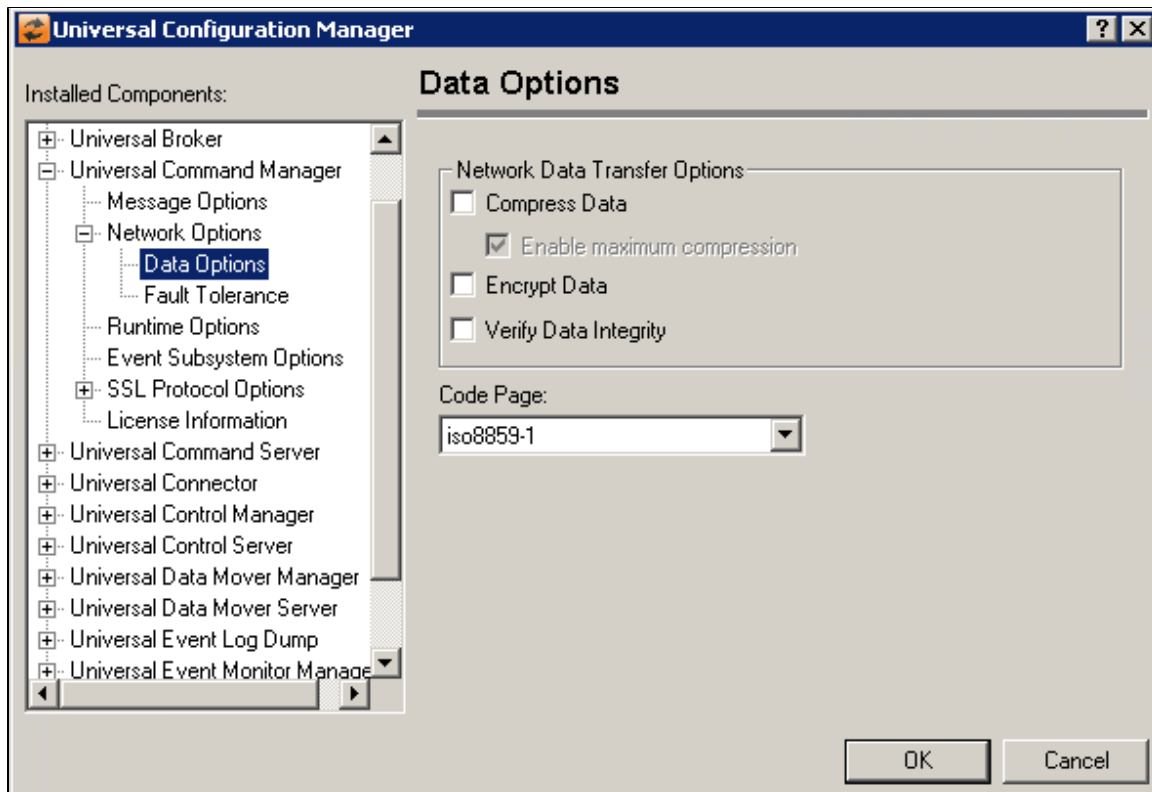 Universal Configuration Manager
Installed Components:
Universal Broker
Universal Command Manager
Message Options
Network Options
Data Options
Fault Tolerance
Runtime Options
Event Subsystem Options
SSL Protocol Options
License Information
Universal Command Server
Universal Connector
Universal Control Manager
Universal Control Server
Universal Data Mover Manager
Universal Data Mover Server
Universal Event Log Dump
Universal Event Monitor Manage
Data Options
Network Data Transfer Options
Compress Data
Enable maximum compression
Encrypt Data
Verify Data Integrity
Code Page:
iso8859-1
OK
Cancel